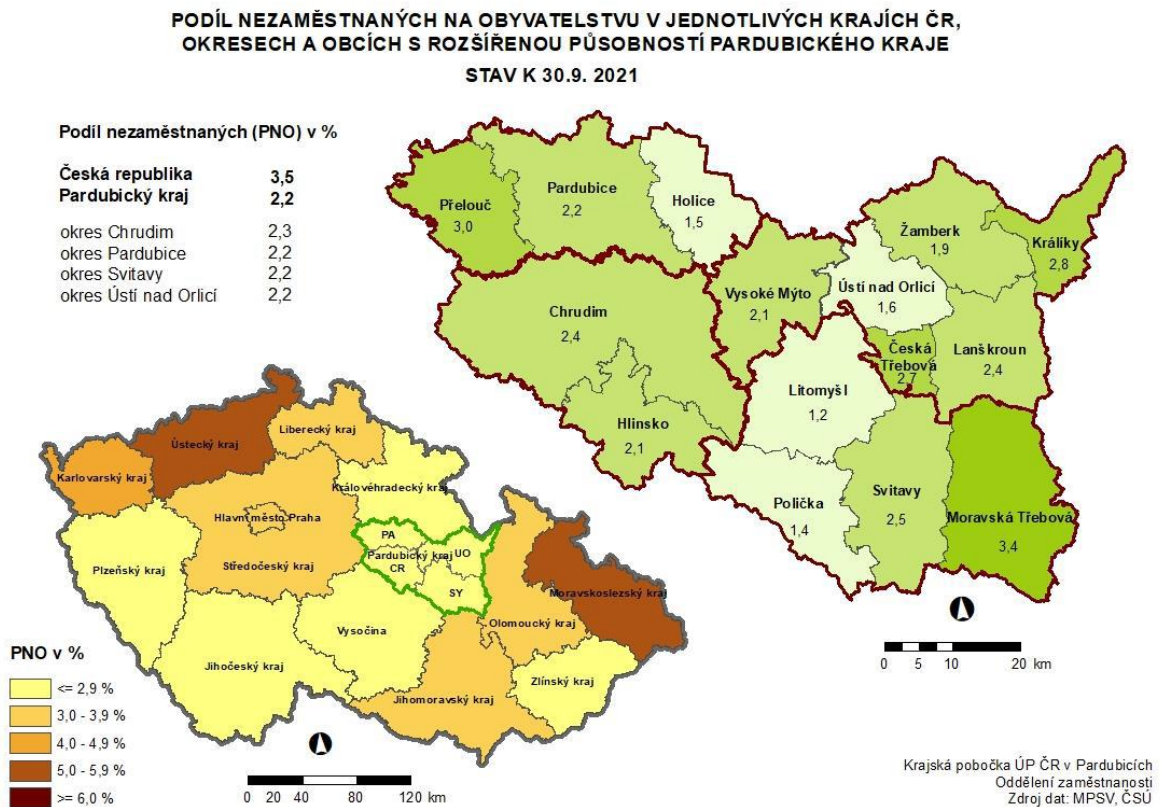 PODÍL NEZAMĚSTNANÝCH NA OBYVATELSTVU V JEDNOTLIVÝCH KRAJÍCH ČR,
OKRESECH A OBCÍCH S ROZŠÍŘENOU PŮSOBNOSTÍ PARDUBICKÉHO KRAJE
STAV K 30.9. 2021
Podíl nezaměstnaných (PNO) v %
Česká republika 3,5
Pardubický kraj 2,2
okres Chrudim 2,3
okres Pardubice 2,2
okres Svitavy 2,2
okres Ústí nad Orlicí 2,2
Přelouč
3,0
Pardubice
2,2
Holice
1,5
Žamberk
1,9
Králíky
2,8
Vysoké Mýto
2,1
Ústí nad Orlicí
1,6
Chrudim
2,4
Česká
Třebová
2,7
Lanškroun
2,4
Litomyšl
1,2
Hlinsko
2,1
Polička
1,4
Svitavy
2,5
Moravská Třebová
3,4
0 5 10 20 km
Ústecký kraj
Liberecký kraj
Karlovarský kraj
Královéhradecký kraj
Hlavní město Praha
Středočeský kraj
Plzeňský kraj
PA
Pardubický kraj
UO
CR
SY
Moravskoslezský kraj
Olomoucký kraj
Vysočina
Jihočeský kraj
Jihomoravský kraj
Zlínský kraj
PNO v %
<= 2,9 %
3,0 - 3,9 %
4,0 - 4,9 %
5,0 - 5,9 %
>= 6,0 %
0 20 40 80 120 km
Krajská pobočka ÚP ČR v Pardubicích
Oddělení zaměstnanosti
Zdroj dat: MPSV, ČSÚ